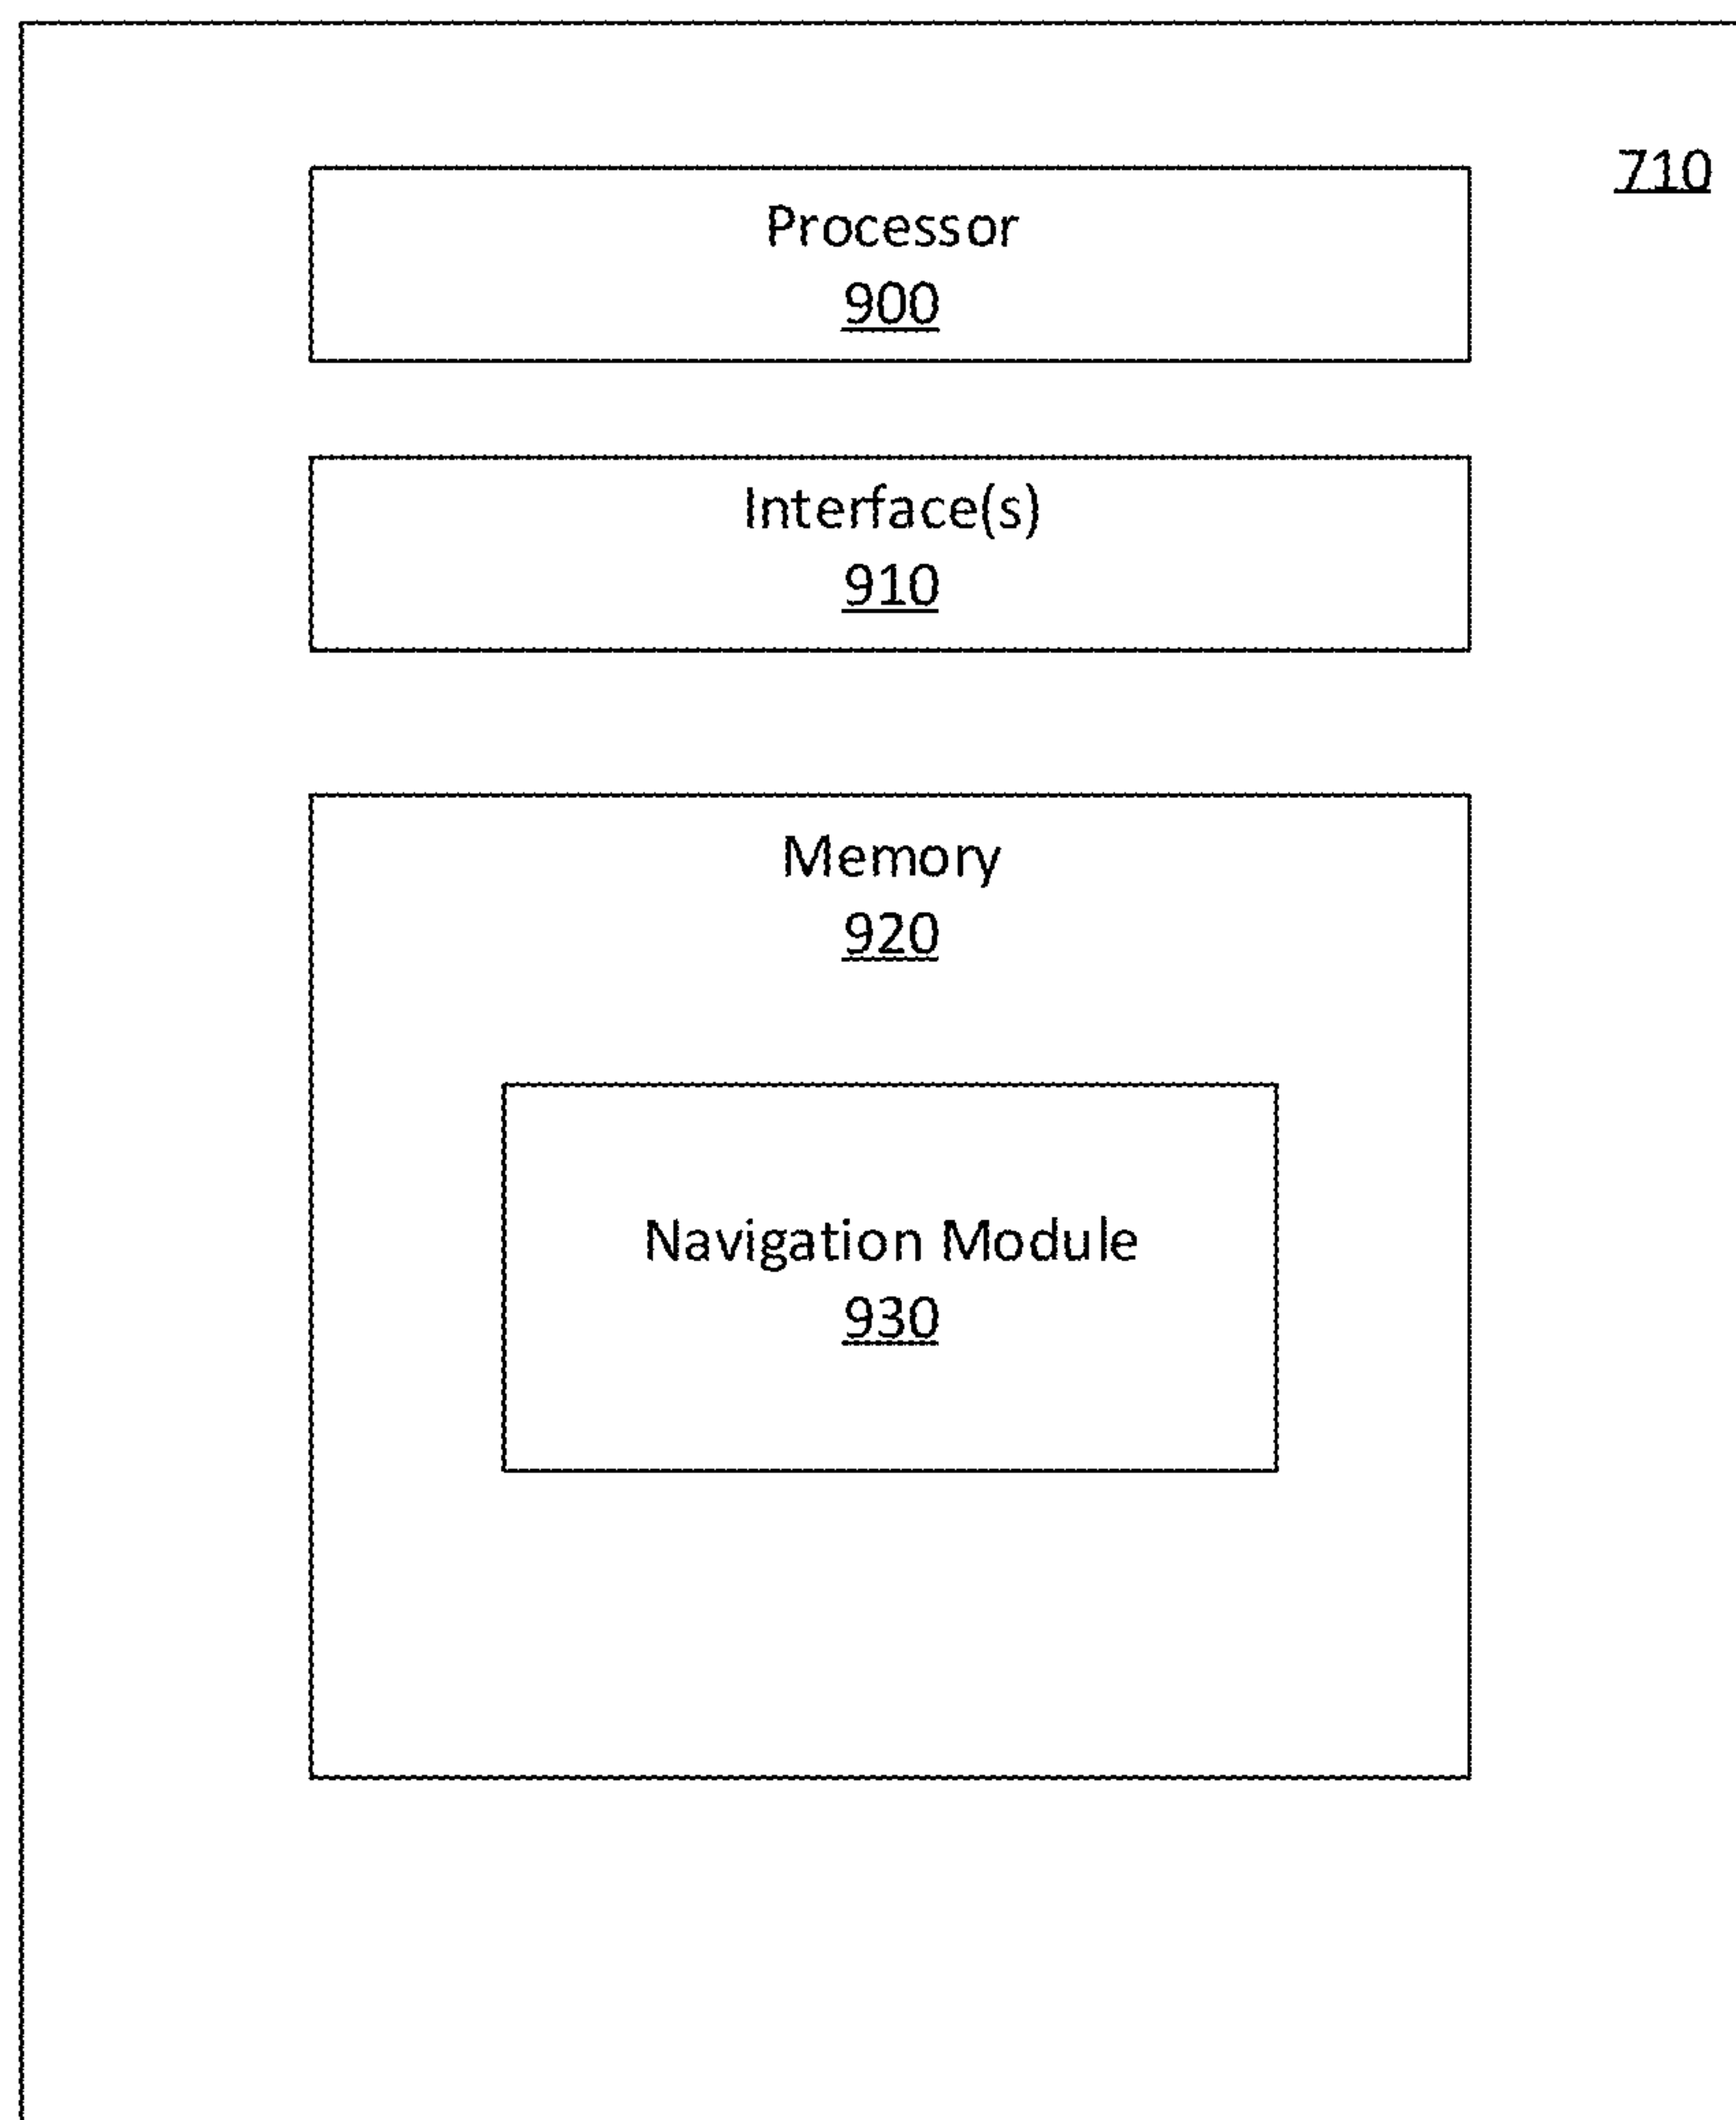 710
Processor
900
Interface(s)
910
Memory
920
Navigation Module
930